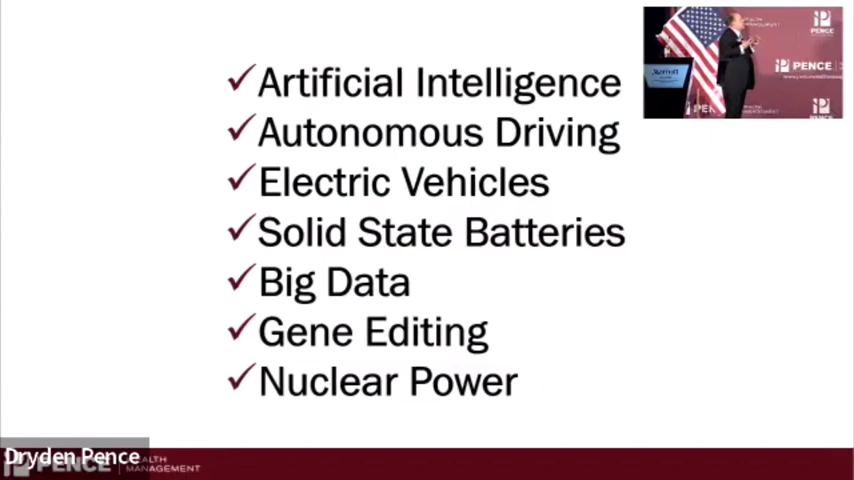 Artificial Intelligence
Autonomous Driving
Electric Vehicles
Solid State Batteries
Big Data
Gene Editing
Nuclear Power
PENCE
PENCE
Marriott
Dryden Pence
PENCE
MANAGEMENT